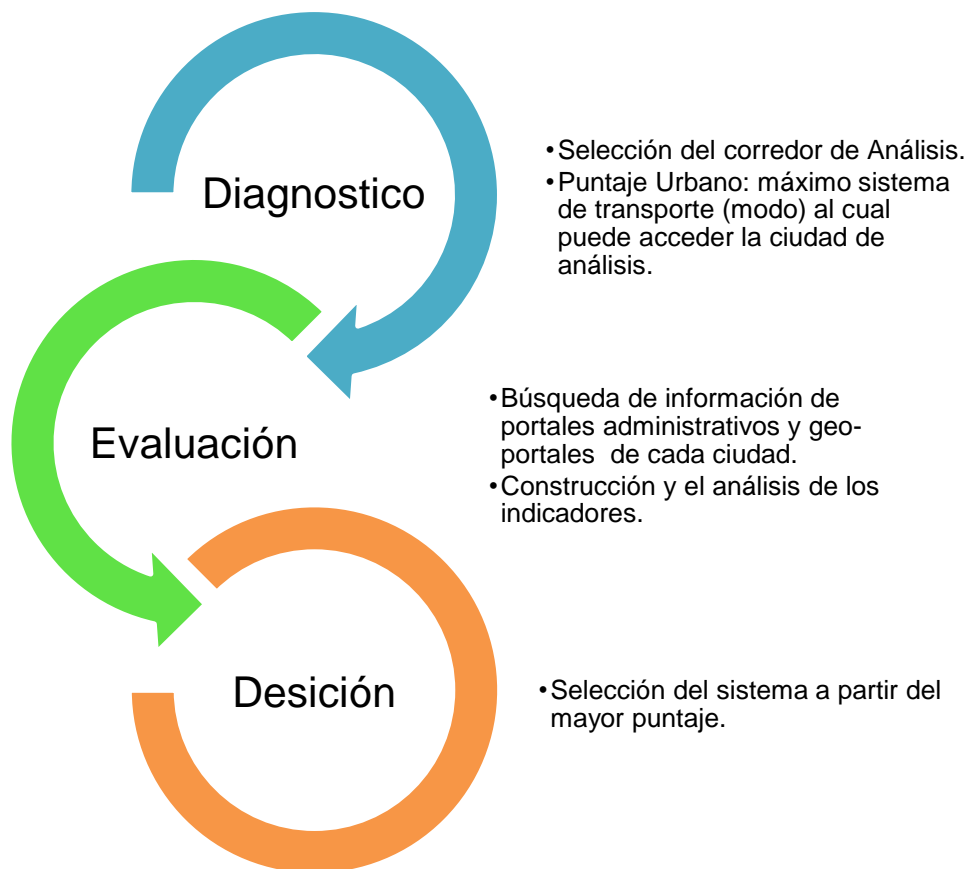 Diagnostico
•Selección del corredor de Análisis.
•Puntaje Urbano: máximo sistema
de transporte (modo) al cual
puede acceder la ciudad de
análisis.
Evaluación
•Búsqueda de información de
portales administrativos y geo-
portales de cada ciudad.
•Construcción y el análisis de los
indicadores.
Desición
•Selección del sistema a partir del
mayor puntaje.